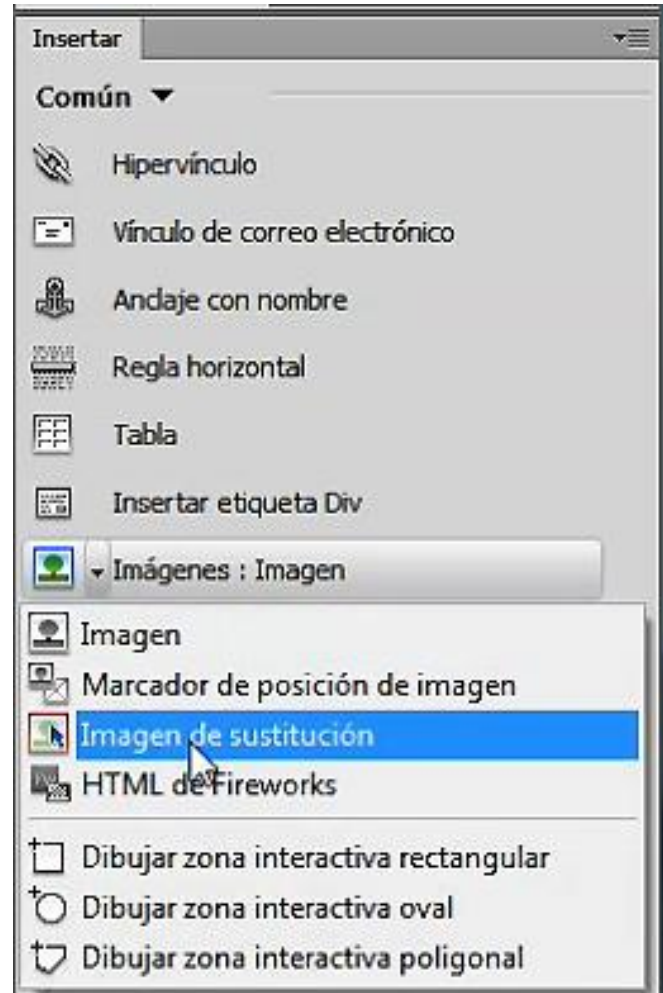 Insertar
Común
Hipervínculo
Vínculo de correo electrónico
Anclaje con nombre
Regla horizontal
Tabla
Insertar etiqueta Div
Imágenes : Imagen
Imagen
Marcador de posición de imagen
Imagen de sustitución
HTML de Fireworks
Dibujar zona interactiva rectangular
Dibujar zona interactiva oval
Dibujar zona interactiva poligonal